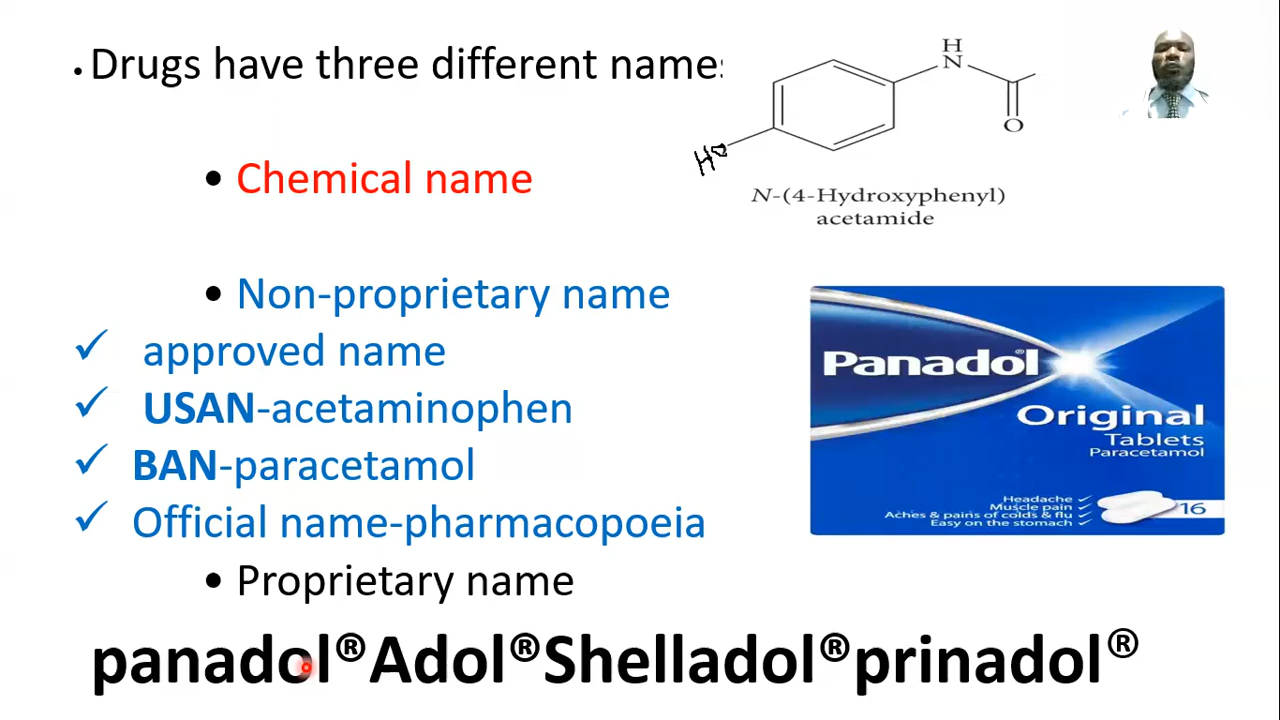 • Drugs have three different names
H
N
O
HO
N-(4-Hydroxyphenyl)
acetamide
• Chemical name
• Non-proprietary name
✓ approved name
✓ USAN-acetaminophen
✓ BAN-paracetamol
✓ Official name-pharmacopoeia
• Proprietary name
panadol®Adol®Shelladol®prinadol®
Panadol®
Original
Tablets
Paracetamol
Headache ✓
Muscle pain ✓
Aches & pains of colds & flu ✓
Easy on the stomach ✓
16